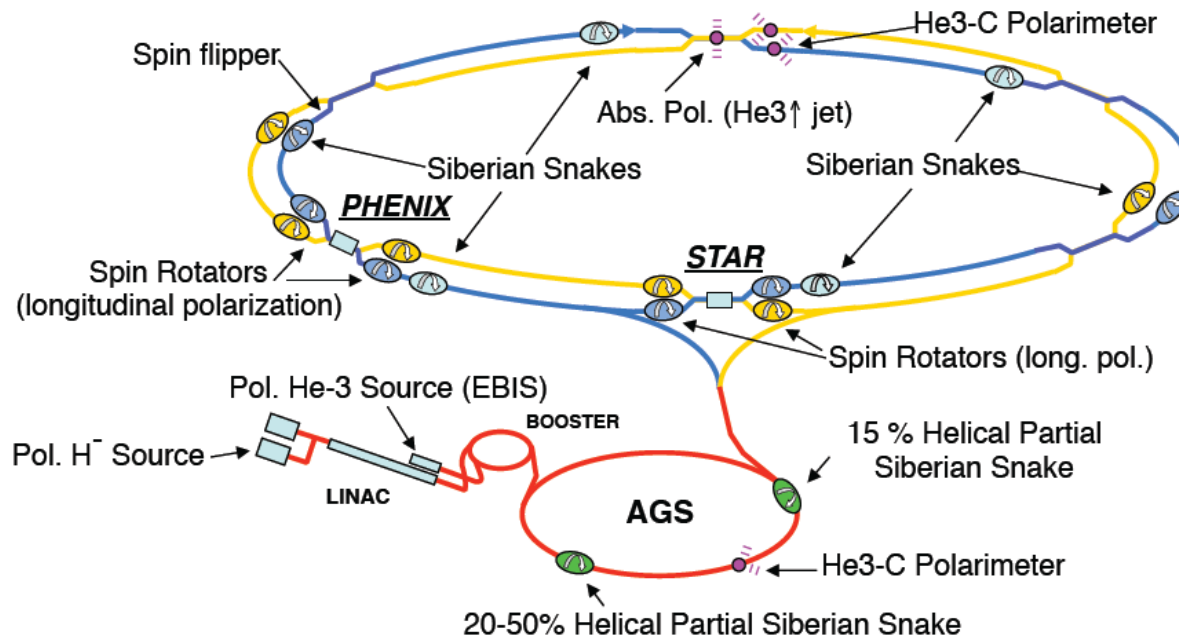 He3-C Polarimeter
Spin flipper
Abs. Pol. (He3↑ jet)
Siberian Snakes
Siberian Snakes
PHENIX
STAR
Spin Rotators
(longitudinal polarization)
Spin Rotators (long. pol.)
Pol. He-3 Source (EBIS)
BOOSTER
15 % Helical Partial
Siberian Snake
Pol. H⁻ Source
LINAC
AGS
He3-C Polarimeter
20-50% Helical Partial Siberian Snake